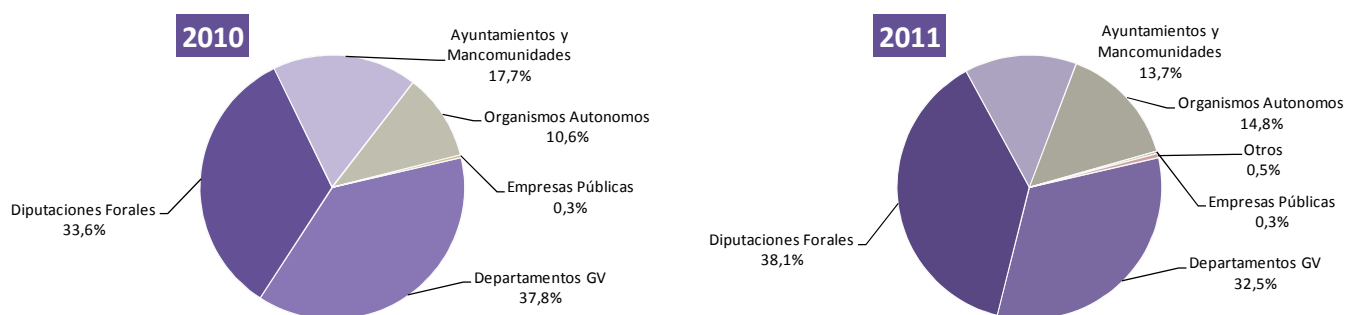 2010
Ayuntamientos y
Mancomunidades
17,7%
Organismos Autonomos
10,6%
Empresas Públicas
0,3%
Departamentos GV
37,8%
Diputaciones Forales
33,6%
2011
Ayuntamientos y
Mancomunidades
13,7%
Organismos Autonomos
14,8%
Otros
0,5%
Empresas Públicas
0,3%
Departamentos GV
32,5%
Diputaciones Forales
38,1%